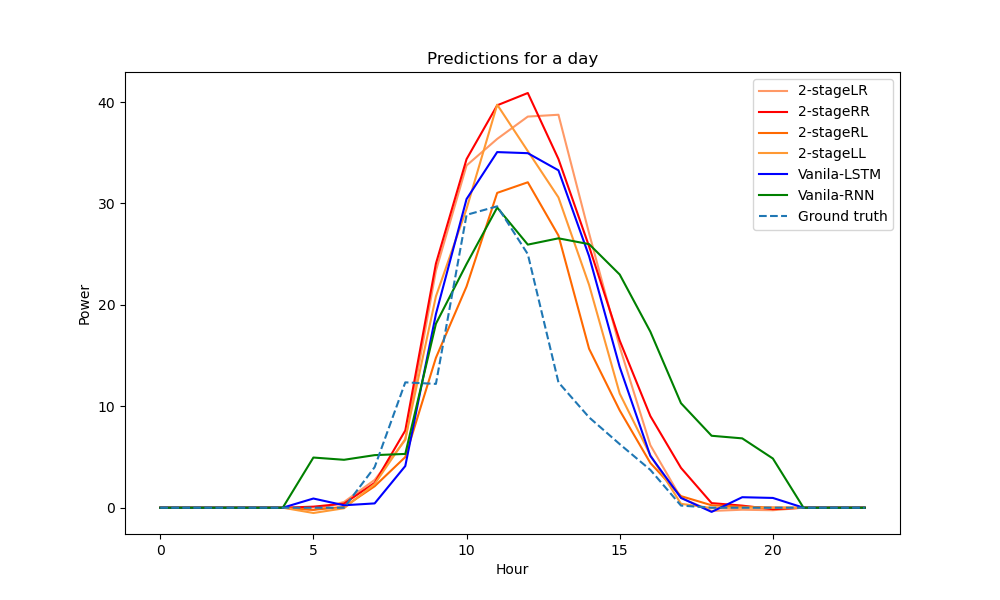 Predictions for a day
2-stageLR
2-stageRR
2-stageRL
2-stageLL
Vanila-LSTM
Vanila-RNN
Ground truth
40
30
20
10
0
Power
0 5 10 15 20
Hour